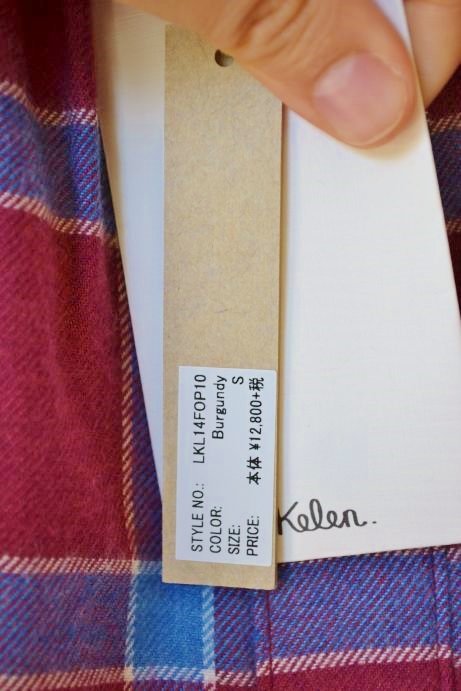 STYLE NO.: LKL14FOP10
COLOR: Burgundy
SIZE: S
PRICE: 本体 ¥12,800+税
Kelen.